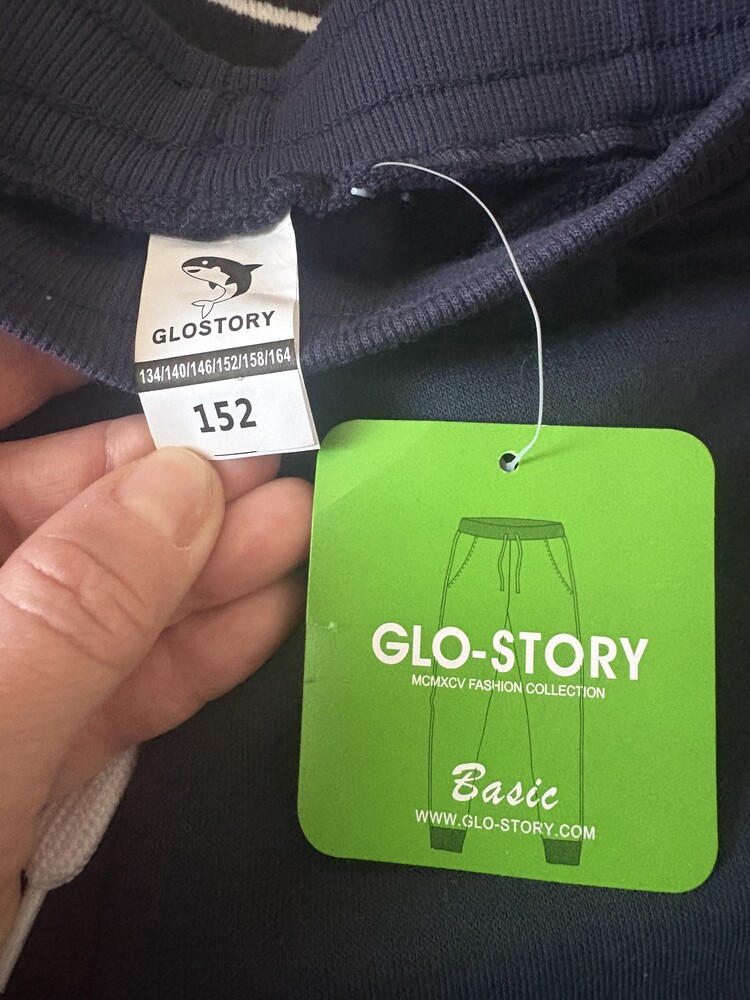 GLOSTORY
134/140/146/152/158/164
152
GLO-STORY
MCMXCV FASHION COLLECTION
Basic
WWW.GLO-STORY.COM